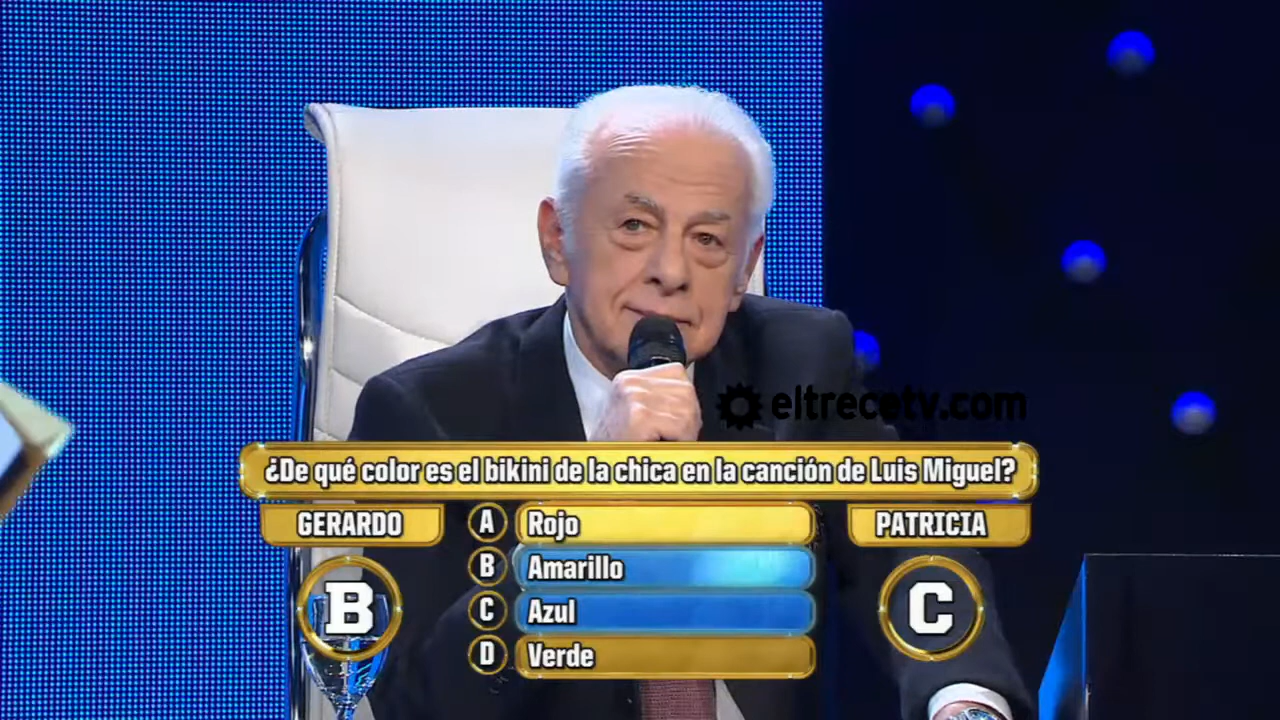 eltrecetv.com
¿De qué color es el bikini de la chica en la canción de Luis Miguel?
GERARDO
A Rojo
PATRICIA
B Amarillo
B
C Azul
C
D Verde